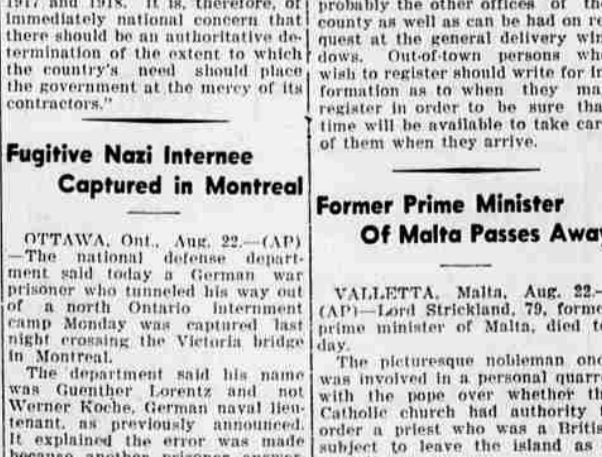 1917 and 1918. It is, therefore, of
immediately national concern that
there should be an authoritative de-
termination of the extent to which
the country's need should place
the government at the mercy of its
contractors."
Fugitive Nazi Internee
Captured in Montreal
OTTAWA, Ont., Aug. 22.—(AP)
—The national defense depart-
ment said today a German war
prisoner who tunneled his way out
of a north Ontario internment
camp Monday was captured last
night crossing the Victoria bridge
in Montreal.
The department said his name
was Guenther Lorentz and not
Werner Koche, German naval lieu-
tenant, as previously announced.
It explained the error was made
because another prisoner answer-
probably the other offices of the
county as well as can be had on re
quest at the general delivery win
dows. Out-of-town persons who
wish to register should write for in
formation as to when they ma
register in order to be sure tha
time will be available to take car
of them when they arrive.
Former Prime Minister
Of Malta Passes Away
VALLETTA, Malta, Aug. 22.-
(AP)—Lord Strickland, 79, forme
prime minister of Malta, died to
day.
The picturesque nobleman onc
was involved in a personal quarre
with the pope over whether th
Catholic church had authority t
order a priest who was a Britis
subject to leave the island as